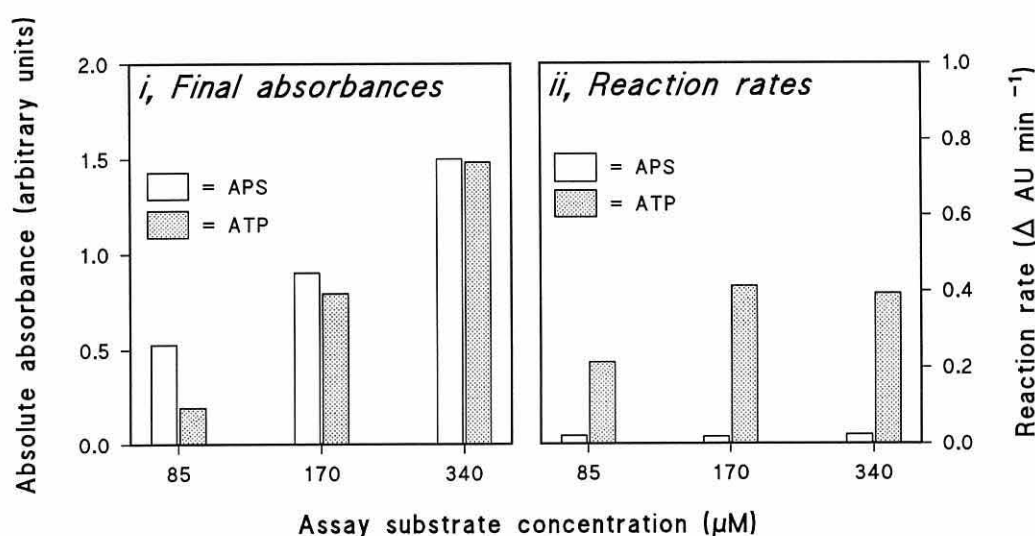 Absolute absorbance (arbitrary units)
2.0
1.5
1.0
0.5
0.0
i, Final absorbances
= APS
= ATP
85 170 340
ii, Reaction rates
= APS
= ATP
85 170 340
1.0
0.8
0.6
0.4
0.2
0.0
Reaction rate (Δ AU min ⁻¹)
Assay substrate concentration (µM)